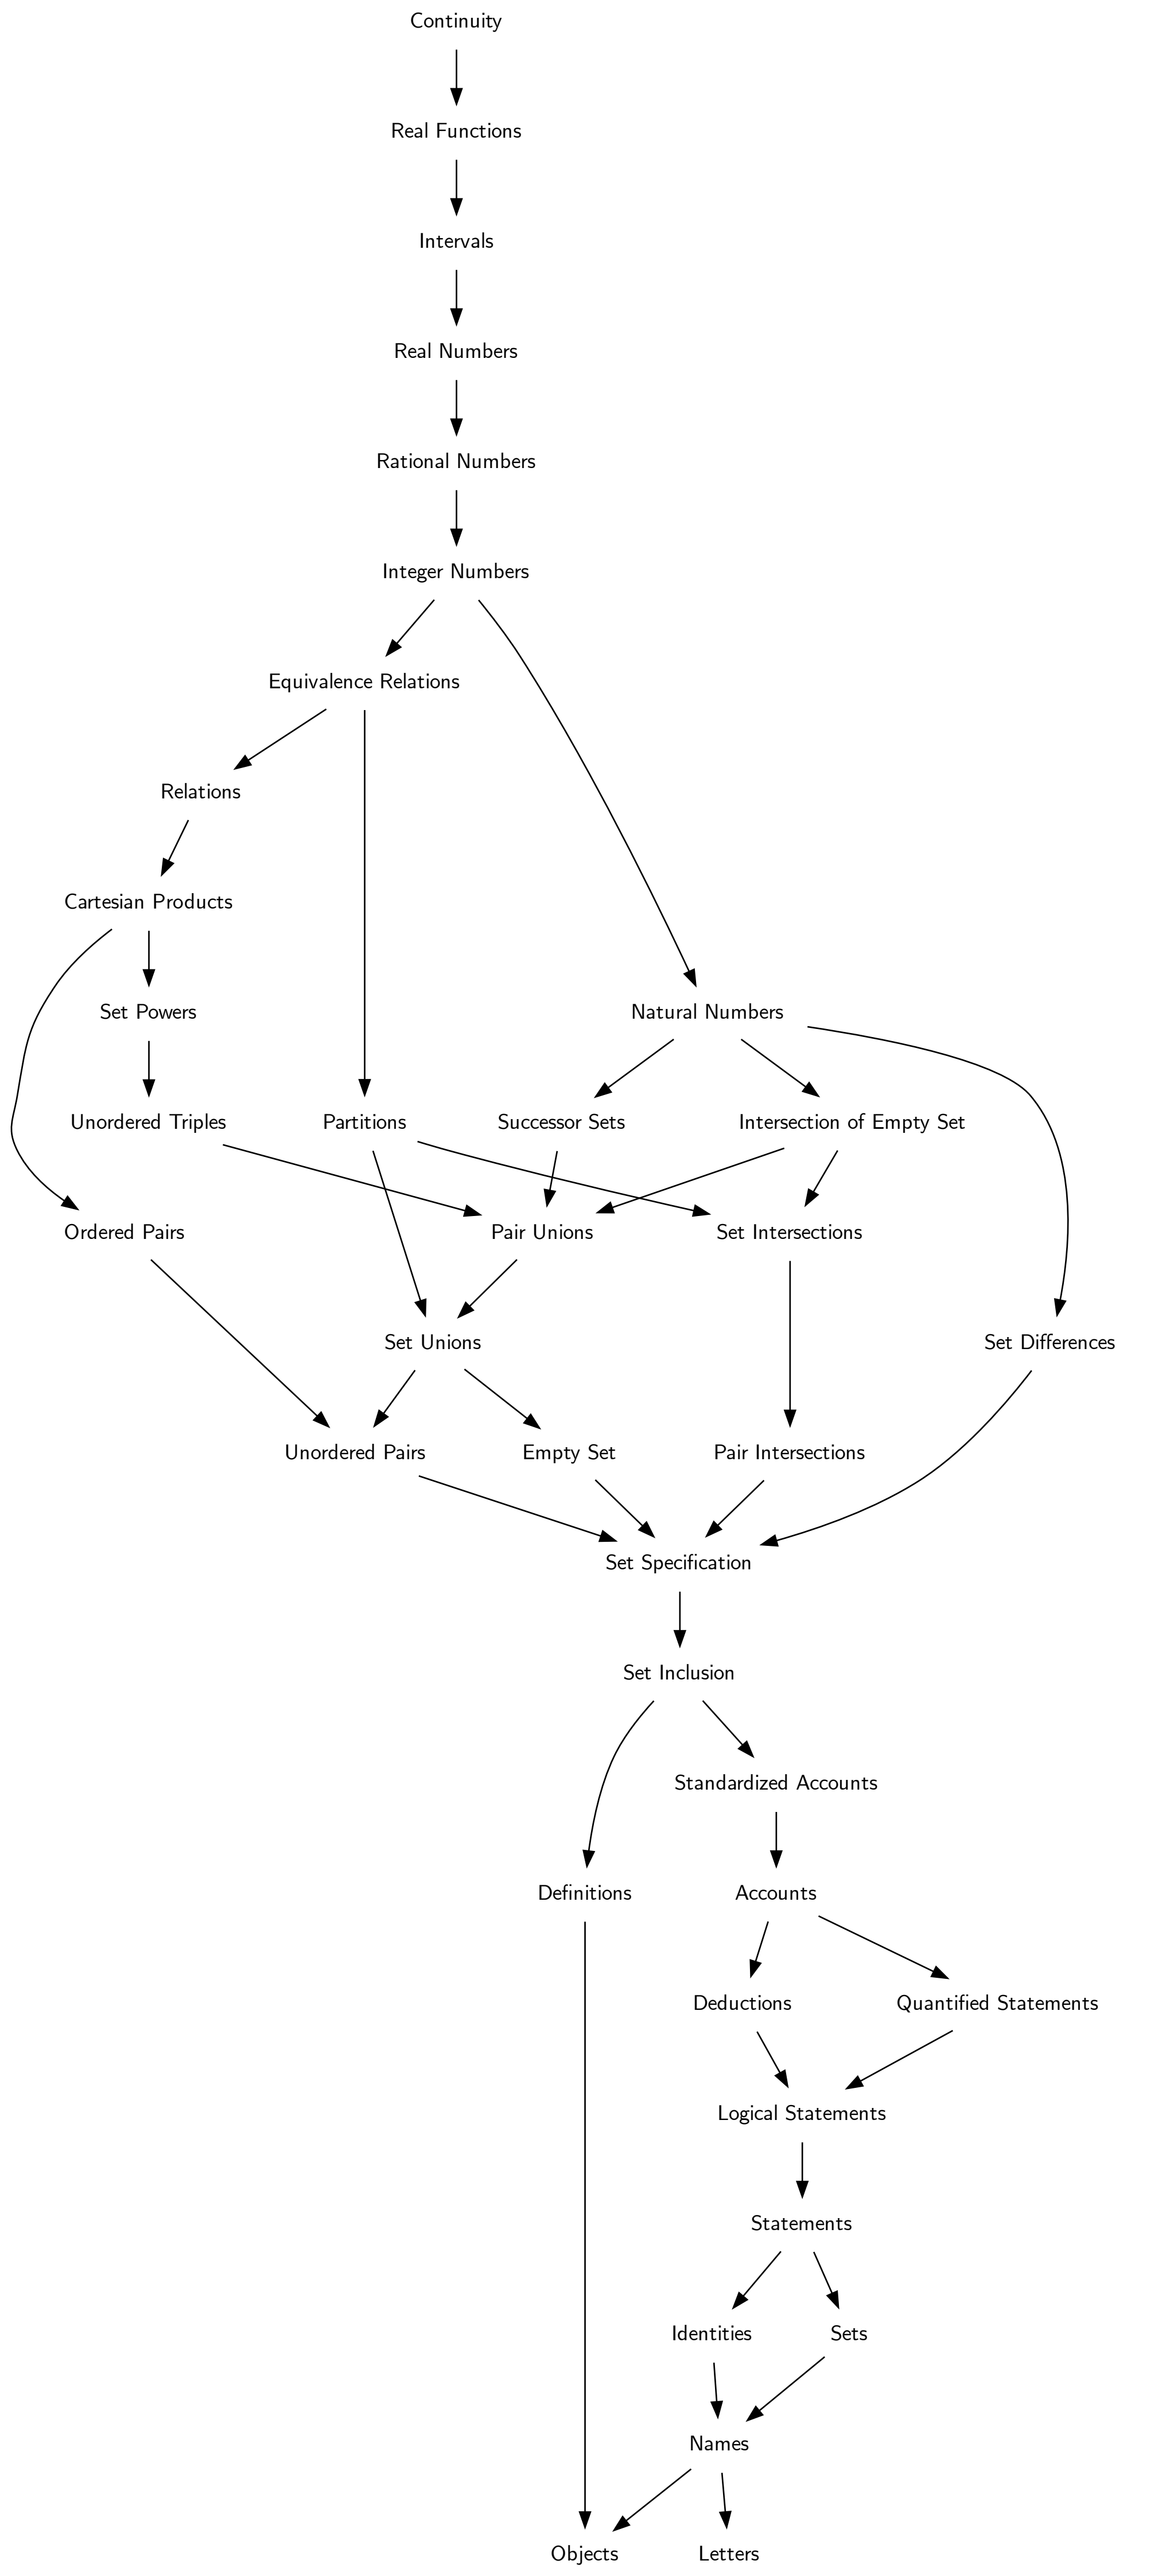 Continuity
Real Functions
Intervals
Real Numbers
Rational Numbers
Integer Numbers
Equivalence Relations
Relations
Cartesian Products
Set Powers
Natural Numbers
Unordered Triples
Partitions
Successor Sets
Intersection of Empty Set
Ordered Pairs
Pair Unions
Set Intersections
Set Unions
Set Differences
Unordered Pairs
Empty Set
Pair Intersections
Set Specification
Set Inclusion
Standardized Accounts
Definitions
Accounts
Deductions
Quantified Statements
Logical Statements
Statements
Identities
Sets
Names
Objects
Letters